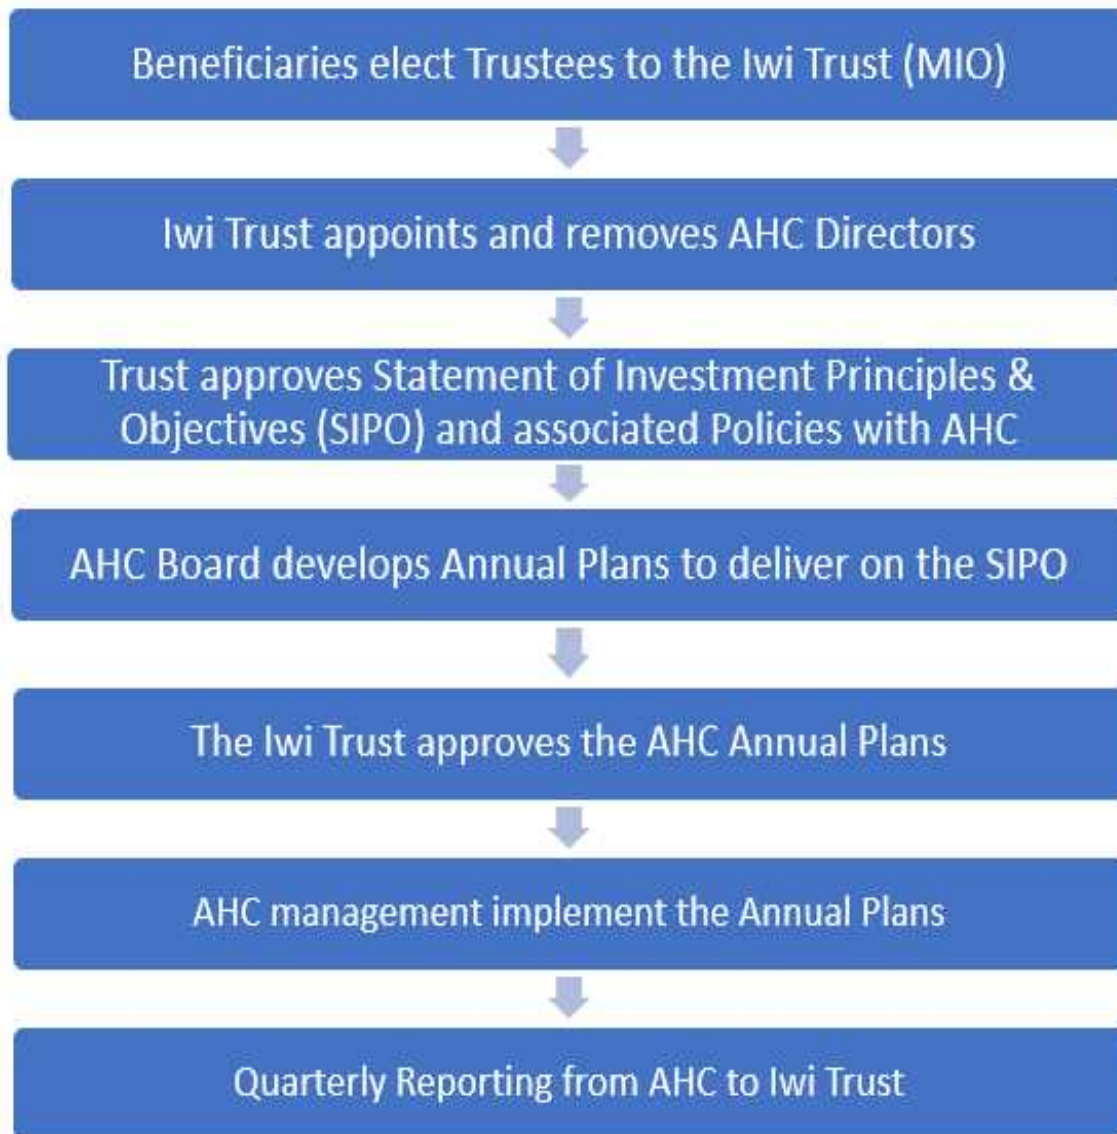 Beneficiaries elect Trustees to the Iwi Trust (MIO)
Iwi Trust appoints and removes AHC Directors
Trust approves Statement of Investment Principles &
Objectives (SIPO) and associated Policies with AHC
AHC Board develops Annual Plans to deliver on the SIPO
The Iwi Trust approves the AHC Annual Plans
AHC management implement the Annual Plans
Quarterly Reporting from AHC to Iwi Trust